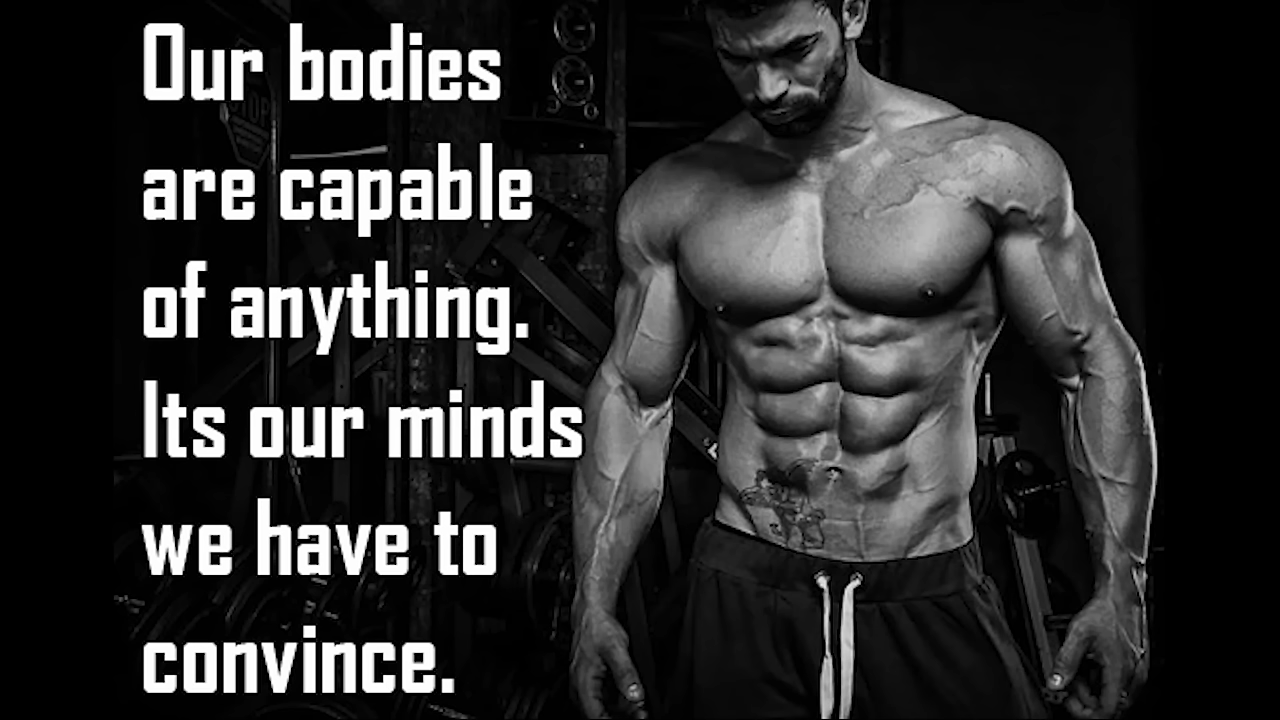 Our bodies
are capable
of anything.
Its our minds
we have to
convince.